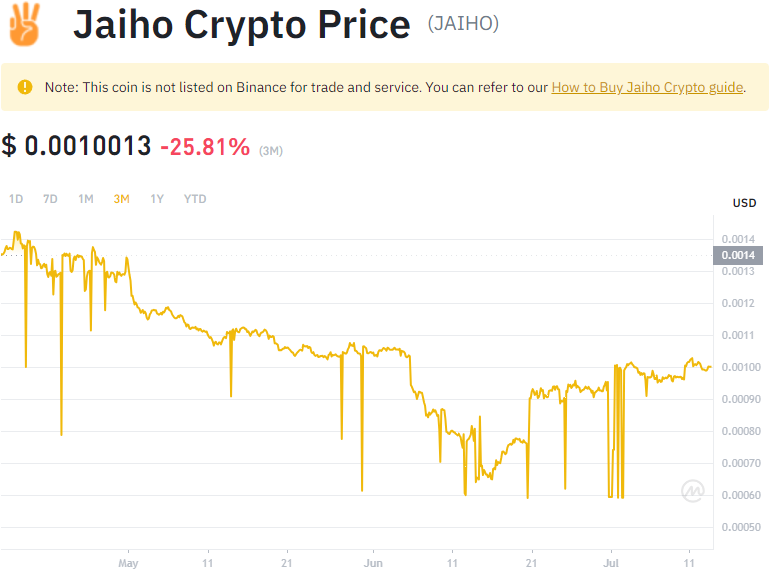 Jaiho Crypto Price (JAIHO)
Note: This coin is not listed on Binance for trade and service. You can refer to our How to Buy Jaiho Crypto guide.
$ 0.0010013 -25.81% (3M)
1D 7D 1M 3M 1Y YTD
USD
0.0014
0.0014
0.0013
0.0012
0.0011
0.00100
0.00090
0.00080
0.00070
0.00060
0.00050
May 11 21 Jun 11 21 Jul 11